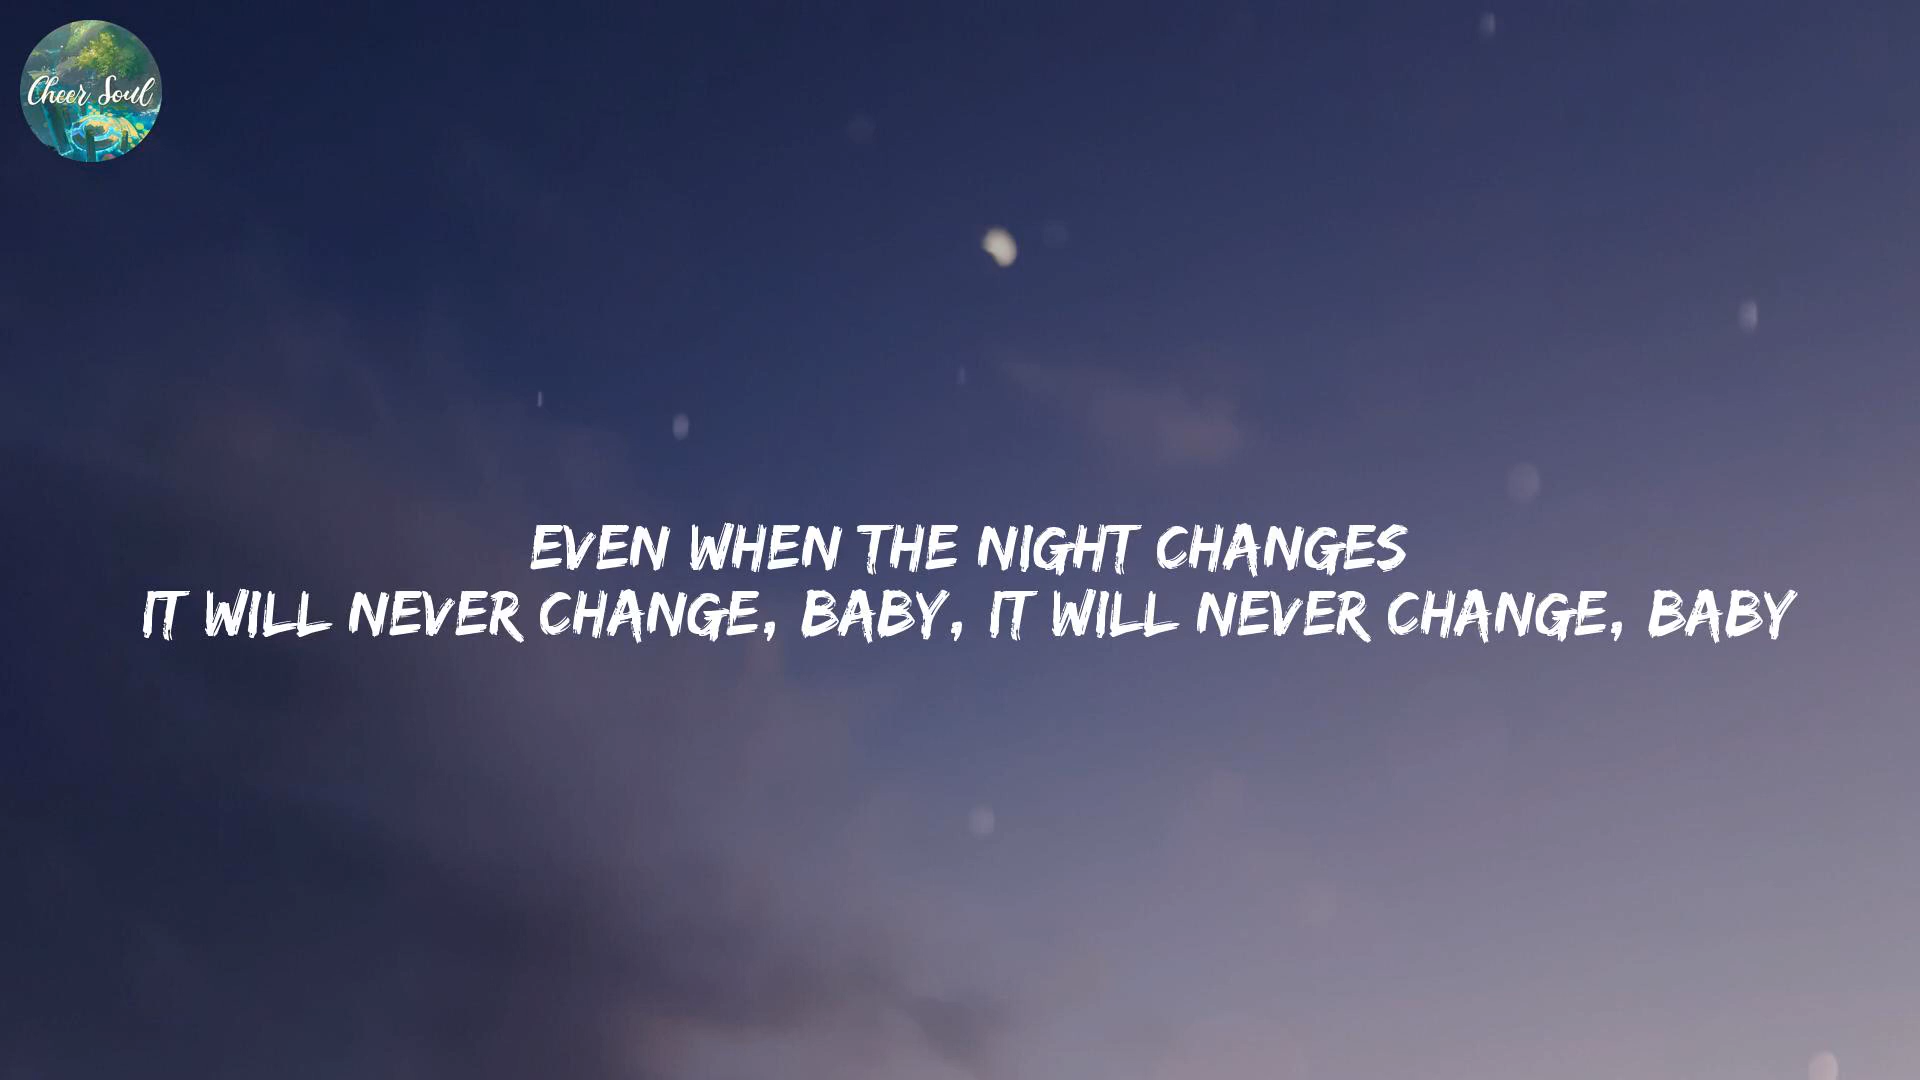 Cheer Soul
EVEN WHEN THE NIGHT CHANGES
IT WILL NEVER CHANGE, BABY, IT WILL NEVER CHANGE, BABY